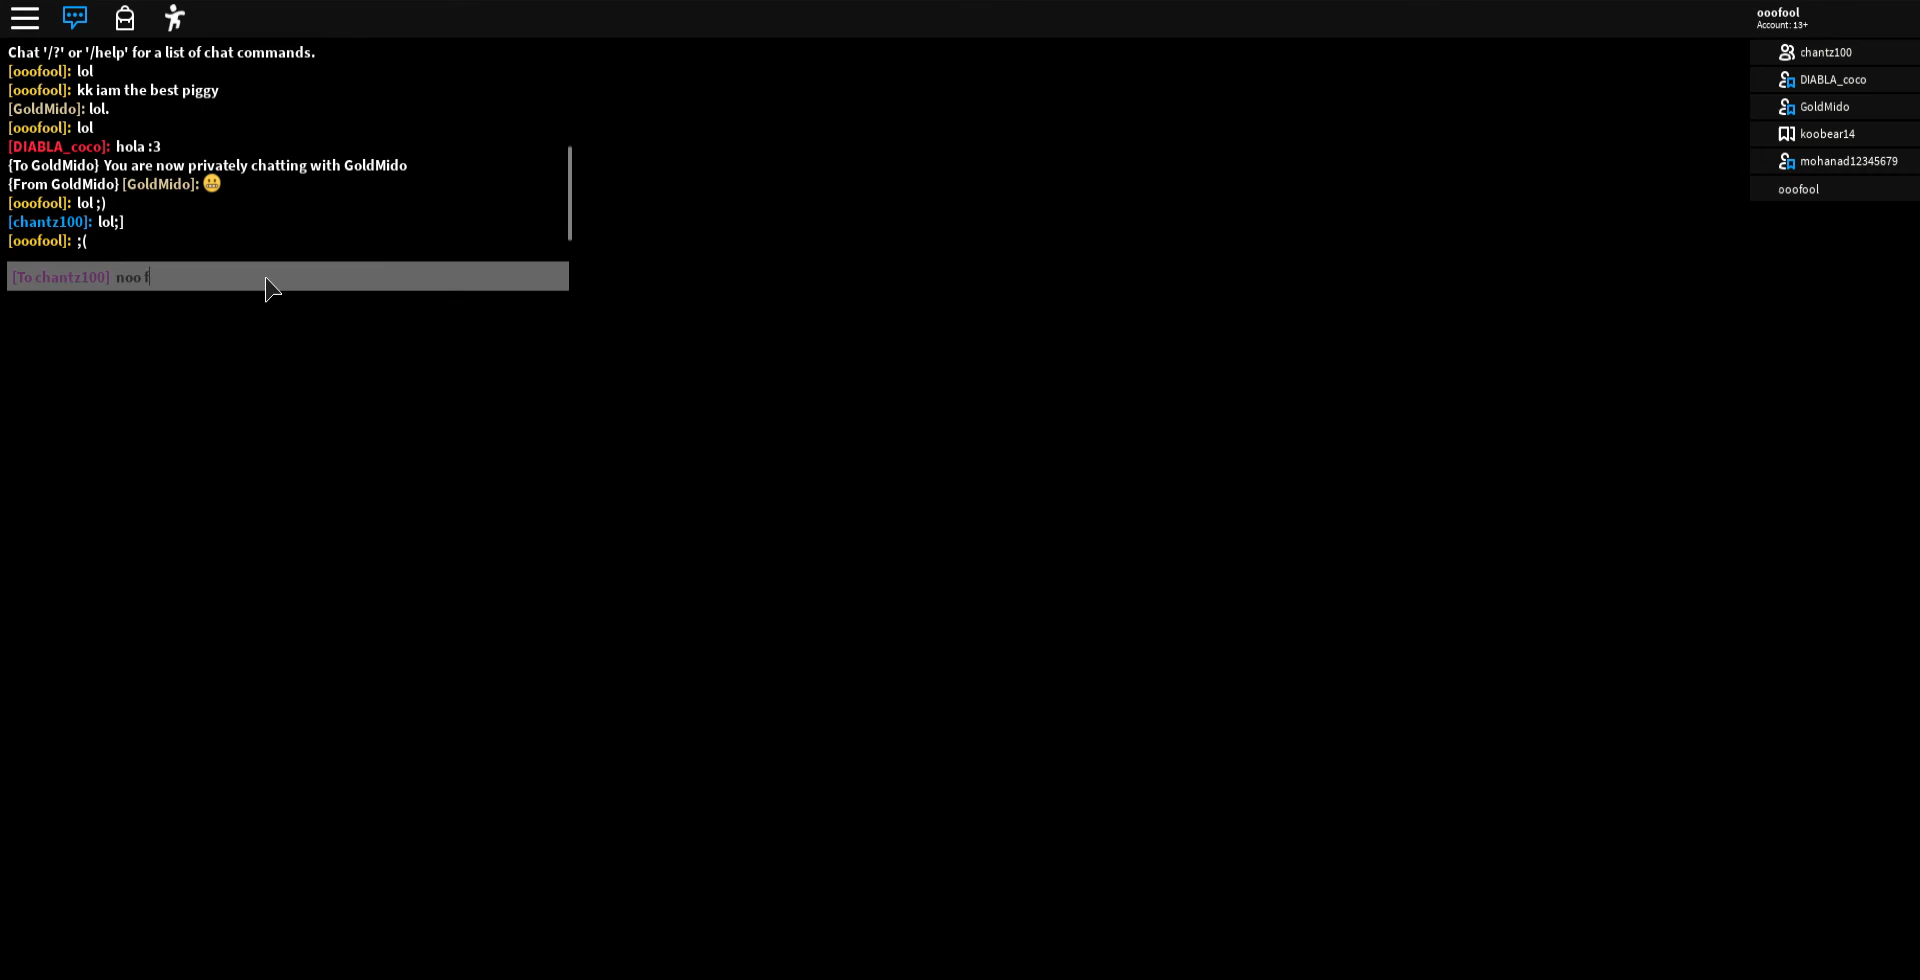 ooofool
Account: 13+
Chat '/?' or '/help' for a list of chat commands.
[ooofool]: lol
[ooofool]: kk iam the best piggy
[GoldMido]: lol.
[ooofool]: lol
[DIABLA_coco]: hola :3
{To GoldMido} You are now privately chatting with GoldMido
{From GoldMido} [GoldMido]: 😬
[ooofool]: lol ;)
[chantz100]: lol;]
[ooofool]: ;(
[To chantz100] noo f
chantz100
DIABLA_coco
GoldMido
koobear14
mohanad12345679
ooofool